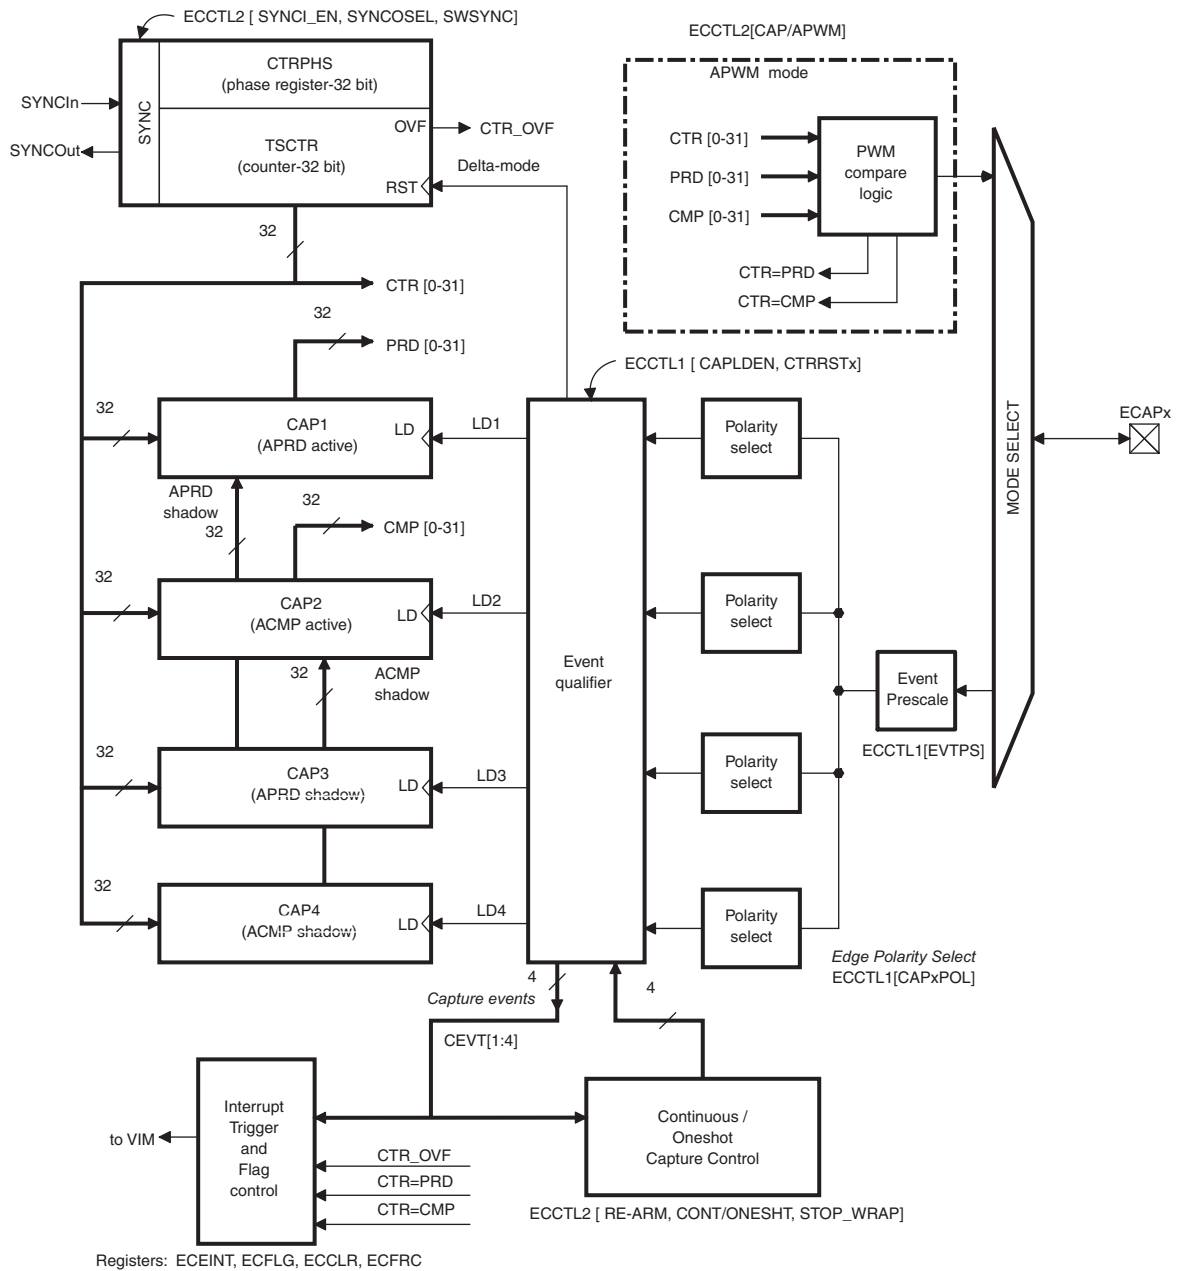 ECCTL2 [ SYNCI_EN, SYNCOSEL, SWSYNC]
CTRPHS
(phase register-32 bit)
SYNC
SYNCIn
SYNCOut
TSCTR
(counter-32 bit)
OVF
CTR_OVF
RST
Delta-mode
32
CTR [0-31]
32
PRD [0-31]
ECCTL2[CAP/APWM]
APWM mode
CTR [0-31]
PRD [0-31]
CMP [0-31]
PWM
compare
logic
CTR=PRD
CTR=CMP
ECCTL1 [ CAPLDEN, CTRRSTx]
32
CAP1
(APRD active)
LD
LD1
Polarity
select
MODE SELECT
ECAPx
APRD
shadow
32
32
CMP [0-31]
32
CAP2
(ACMP active)
LD
LD2
Polarity
select
32
ACMP
shadow
Event
qualifier
Event
Prescale
ECCTL1[EVTPS]
32
CAP3
(APRD shadow)
LD
LD3
Polarity
select
32
CAP4
(ACMP shadow)
LD
LD4
Polarity
select
Edge Polarity Select
ECCTL1[CAPxPOL]
4
4
Capture events
CEVT[1:4]
Interrupt
Trigger
and
Flag
control
to VIM
CTR_OVF
CTR=PRD
CTR=CMP
Continuous /
Oneshot
Capture Control
ECCTL2 [ RE-ARM, CONT/ONESHT, STOP_WRAP]
Registers: ECEINT, ECFLG, ECCLR, ECFRC